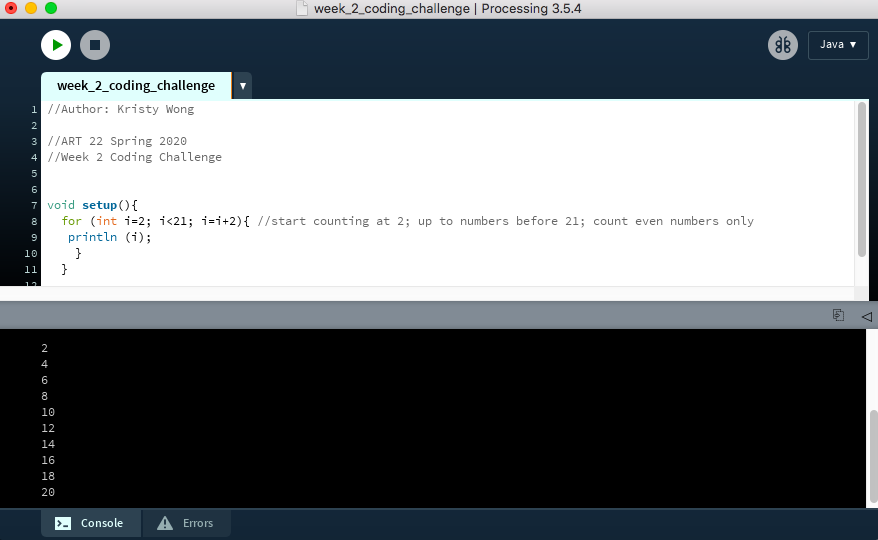 week_2_coding_challenge | Processing 3.5.4
Java ▼
week_2_coding_challenge ▼
1 //Author: Kristy Wong
2
3 //ART 22 Spring 2020
4 //Week 2 Coding Challenge
5
6
7 void setup(){
8 for (int i=2; i<21; i=i+2){ //start counting at 2; up to numbers before 21; count even numbers only
9 println (i);
10 }
11 }
12
2
4
6
8
10
12
14
16
18
20
Console Errors